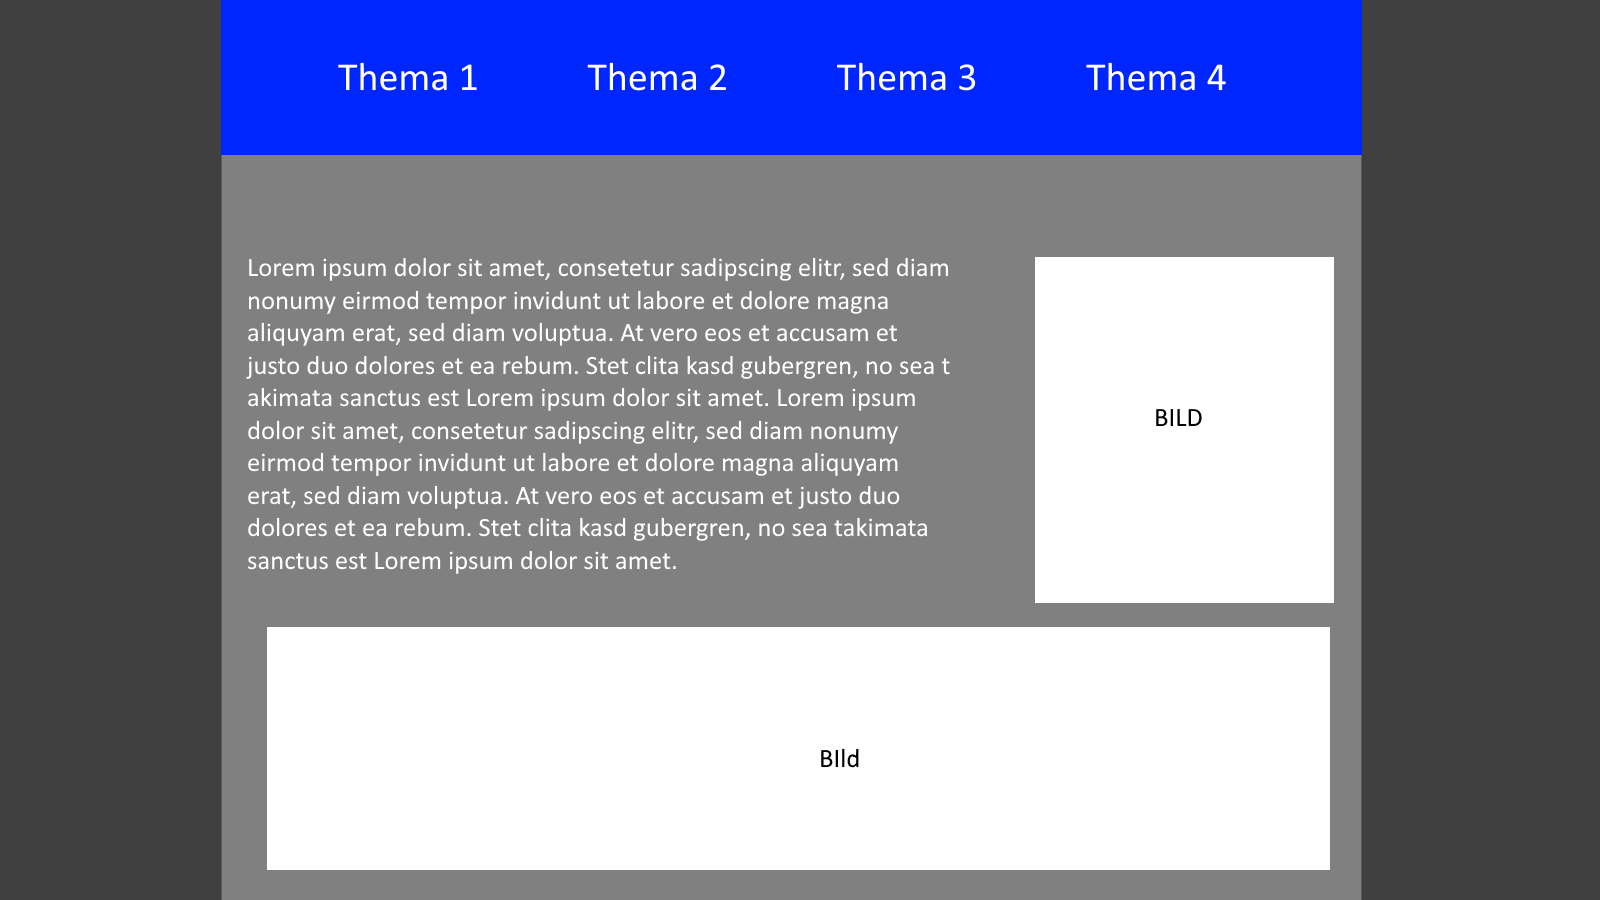 Thema 1 Thema 2 Thema 3 Thema 4
Lorem ipsum dolor sit amet, consetetur sadipscing elitr, sed diam
nonumy eirmod tempor invidunt ut labore et dolore magna
aliquyam erat, sed diam voluptua. At vero eos et accusam et
justo duo dolores et ea rebum. Stet clita kasd gubergren, no sea t
akimata sanctus est Lorem ipsum dolor sit amet. Lorem ipsum
dolor sit amet, consetetur sadipscing elitr, sed diam nonumy
eirmod tempor invidunt ut labore et dolore magna aliquyam
erat, sed diam voluptua. At vero eos et accusam et justo duo
dolores et ea rebum. Stet clita kasd gubergren, no sea takimata
sanctus est Lorem ipsum dolor sit amet.
BILD
BIld